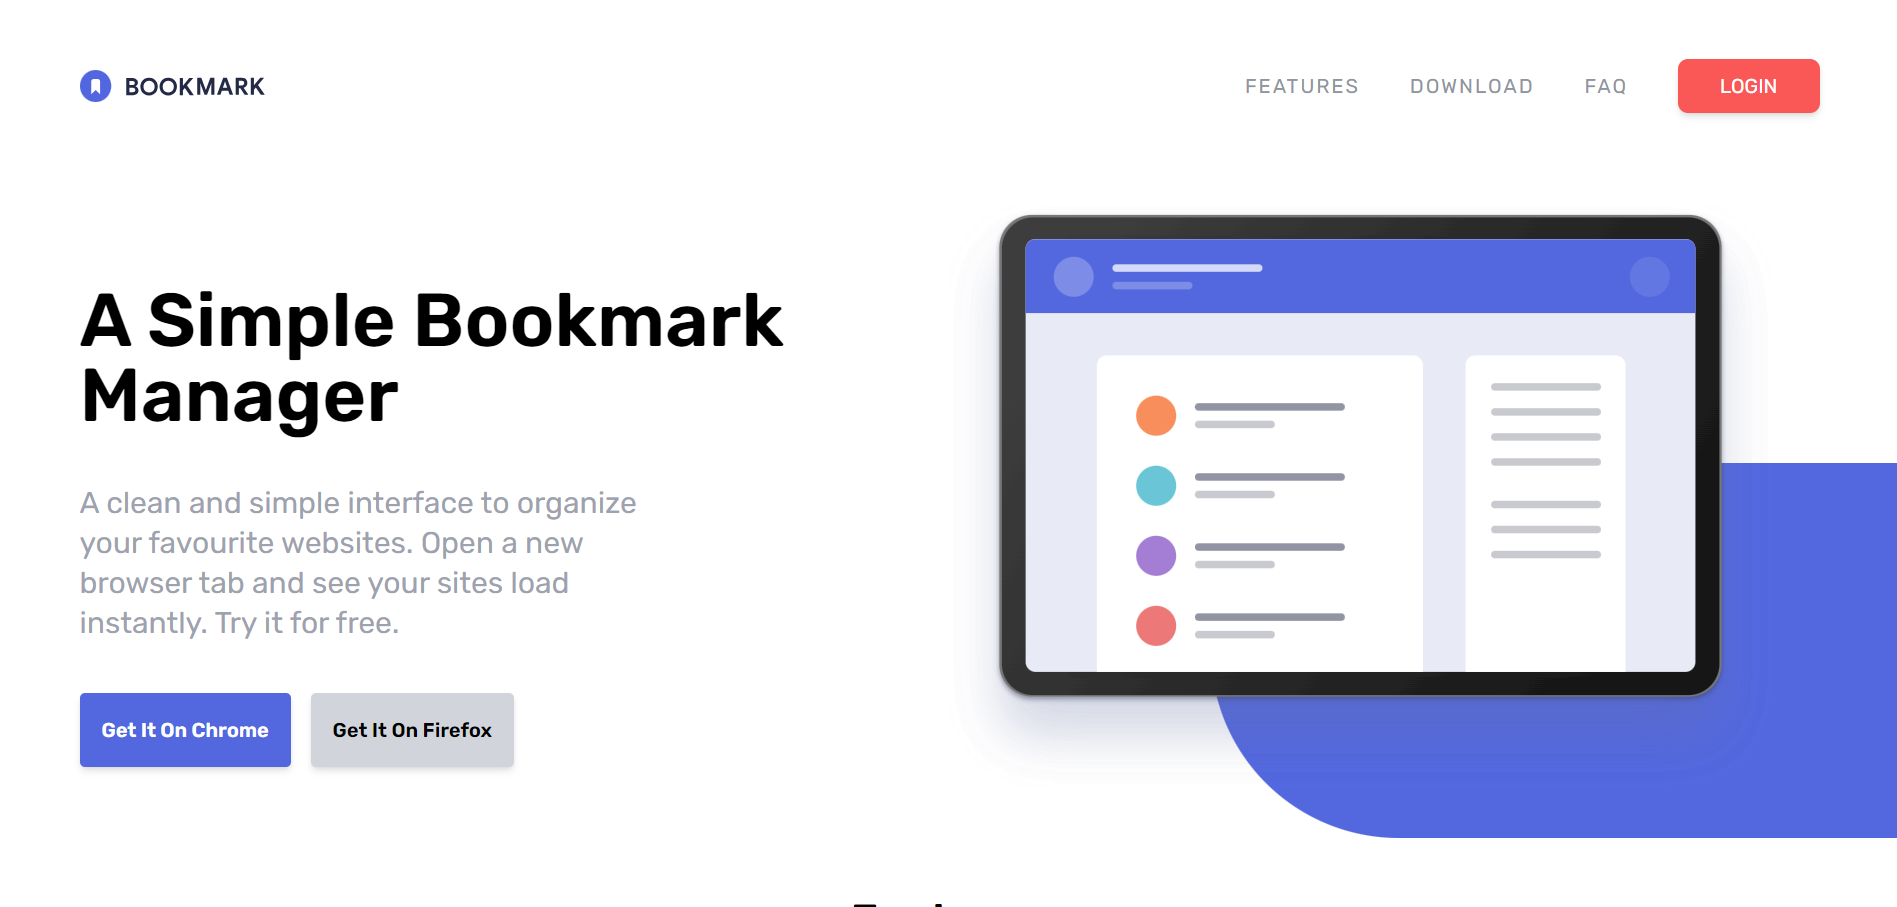 BOOKMARK
FEATURES DOWNLOAD FAQ LOGIN
A Simple Bookmark
Manager
A clean and simple interface to organize
your favourite websites. Open a new
browser tab and see your sites load
instantly. Try it for free.
Get It On Chrome Get It On Firefox